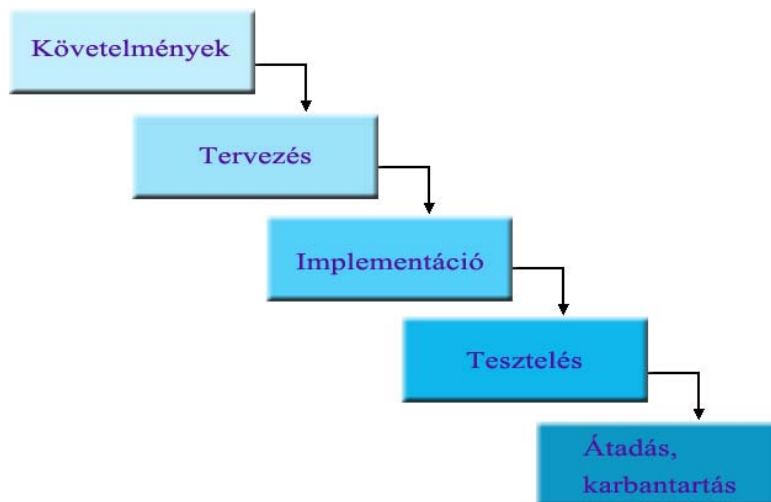 Követelmények
Tervezés
Implementáció
Tesztelés
Átadás,
karbantartás